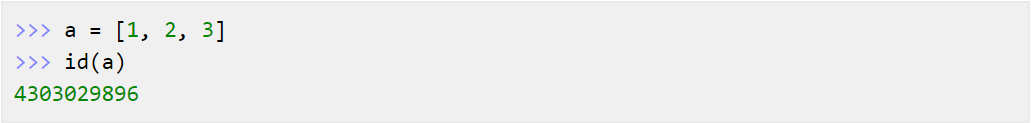 >>> a = [1, 2, 3]
>>> id(a)
4303029896